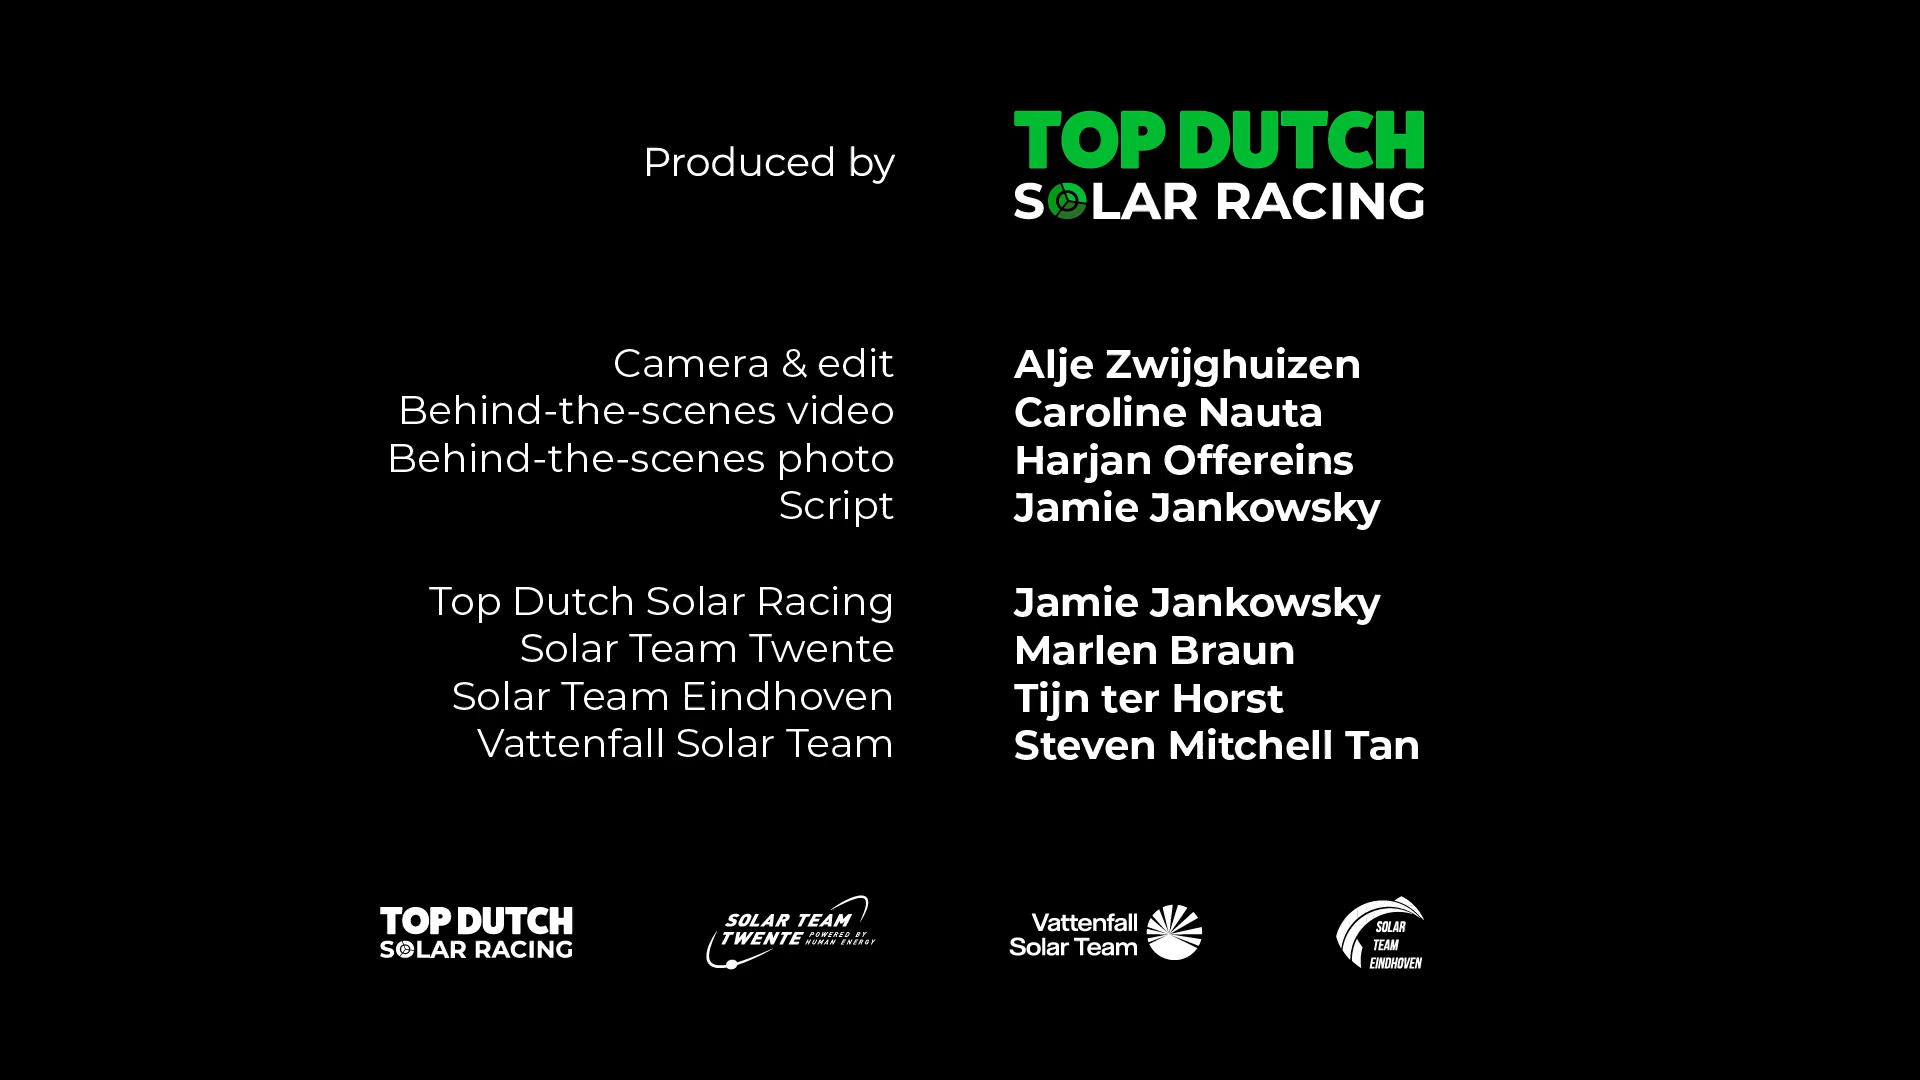 Produced by
TOP DUTCH
SOLAR RACING
Camera & edit Alje Zwijghuizen
Behind-the-scenes video Caroline Nauta
Behind-the-scenes photo Harjan Offereins
Script Jamie Jankowsky
Top Dutch Solar Racing Jamie Jankowsky
Solar Team Twente Marlen Braun
Solar Team Eindhoven Tijn ter Horst
Vattenfall Solar Team Steven Mitchell Tan
TOP DUTCH
SOLAR RACING
SOLAR TEAM
TWENTE
POWERED BY
HUMAN ENERGY
Vattenfall
Solar Team
SOLAR
TEAM
EINDHOVEN